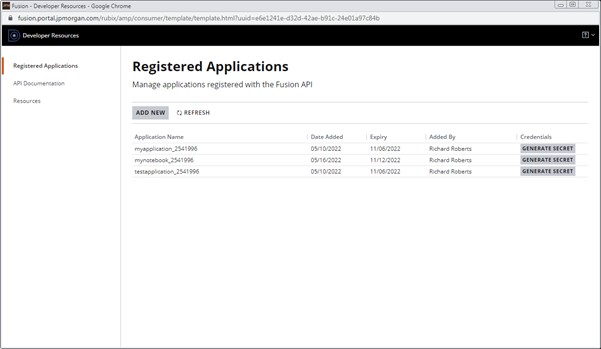 Fusion - Developer Resources - Google Chrome
fusion.portal.jpmorgan.com/rubix/amp/consumer/template/template.html?uuid=e6e1241e-d32d-42ae-b91c-24e01a97c84b
Developer Resources
?
Registered Applications
API Documentation
Resources
Registered Applications
Manage applications registered with the Fusion API
ADD NEW REFRESH
Application Name Date Added Expiry Added By Credentials
myapplication_2541996 05/10/2022 11/06/2022 Richard Roberts GENERATE SECRET
mynotebook_2541996 05/16/2022 11/12/2022 Richard Roberts GENERATE SECRET
testapplication_2541996 05/10/2022 11/06/2022 Richard Roberts GENERATE SECRET